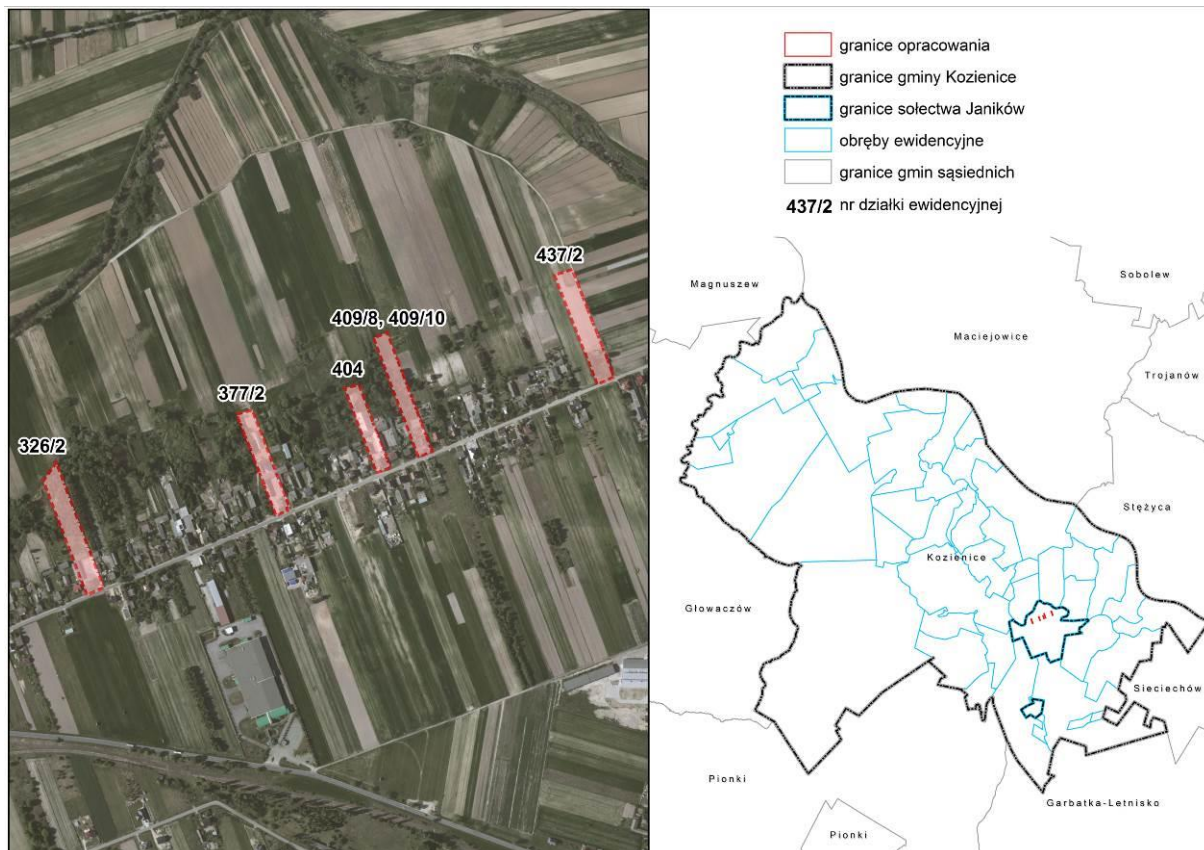 437/2
409/8, 409/10
404
377/2
326/2
granice opracowania
granice gminy Kozienice
granice sołectwa Janików
obręby ewidencyjne
granice gmin sąsiednich
437/2 nr działki ewidencyjnej
Sobolew
Magnuszew
Maciejowice
Trojanów
Stężyca
Kozienice
Głowaczów
Sieciechów
Pionki
Garbatka-Letnisko
Pionki